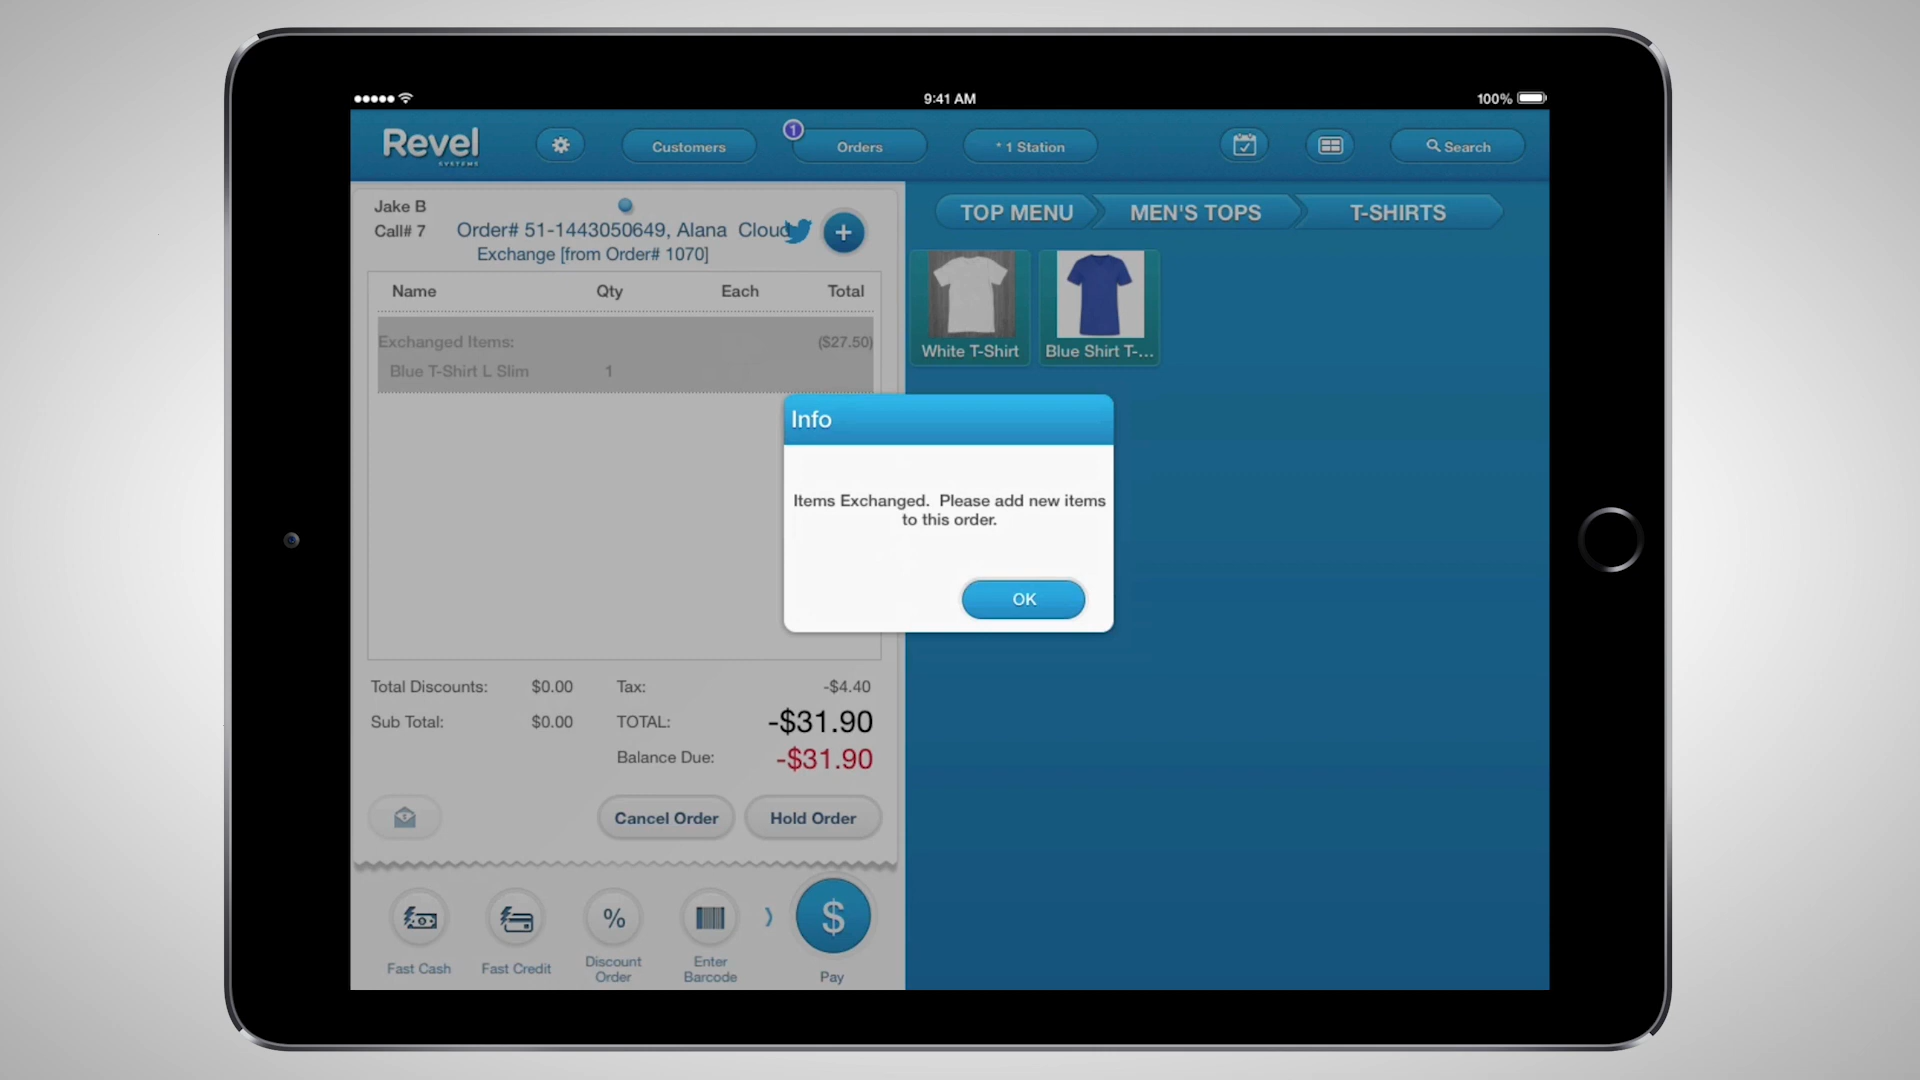 9:41 AM
100%
Revel
SYSTEMS
Customers
1
Orders
* 1 Station
Search
Jake B
Call# 7
Order# 51-1443050649, Alana Cloud
Exchange [from Order# 1070]
Name Qty Each Total
Exchanged Items: ($27.50)
Blue T-Shirt L Slim 1
Total Discounts: $0.00 Tax: -$4.40
Sub Total: $0.00 TOTAL: -$31.90
Balance Due: -$31.90
Cancel Order
Hold Order
Fast Cash
Fast Credit
%
Discount
Order
Enter
Barcode
$
Pay
TOP MENU
MEN'S TOPS
T-SHIRTS
White T-Shirt
Blue Shirt T-...
Info
Items Exchanged. Please add new items
to this order.
OK